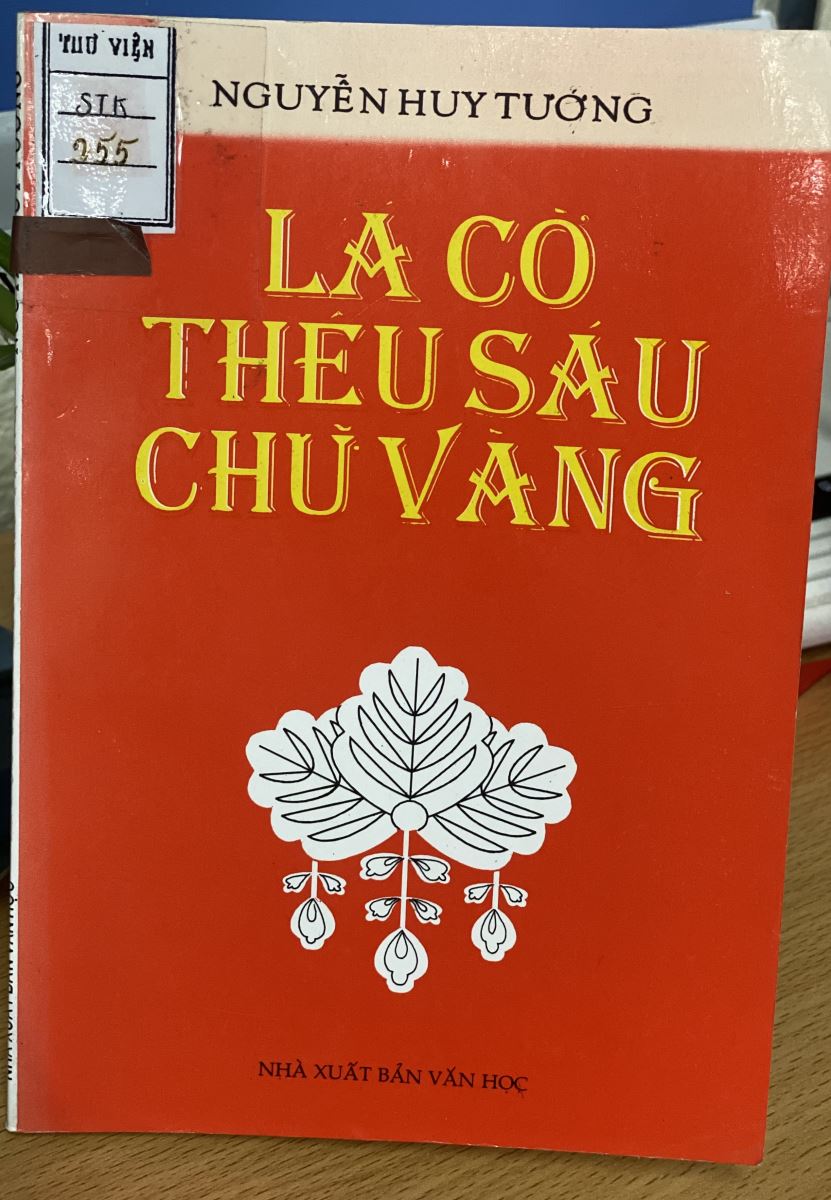 THƯ VIỆN
STK
255
NGUYỄN HUY TƯỞNG
LÁ CỜ
THÊU SÁU
CHỮ VÀNG
NHÀ XUẤT BẢN VĂN HỌC